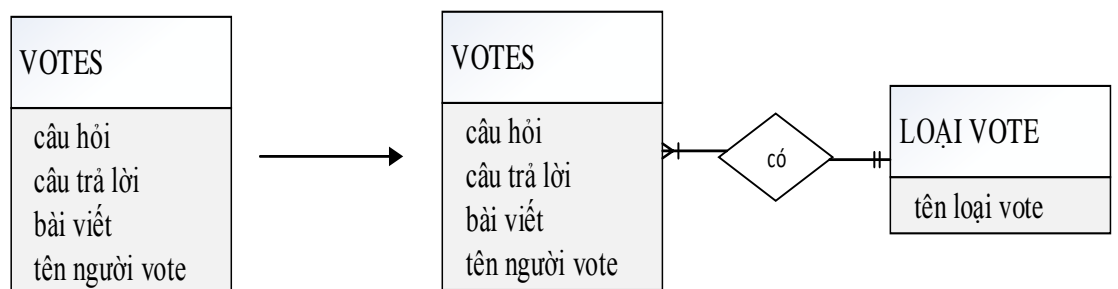 VOTES
câu hỏi
câu trả lời
bài viết
tên người vote
VOTES
câu hỏi
câu trả lời
bài viết
tên người vote
có
LOẠI VOTE
tên loại vote